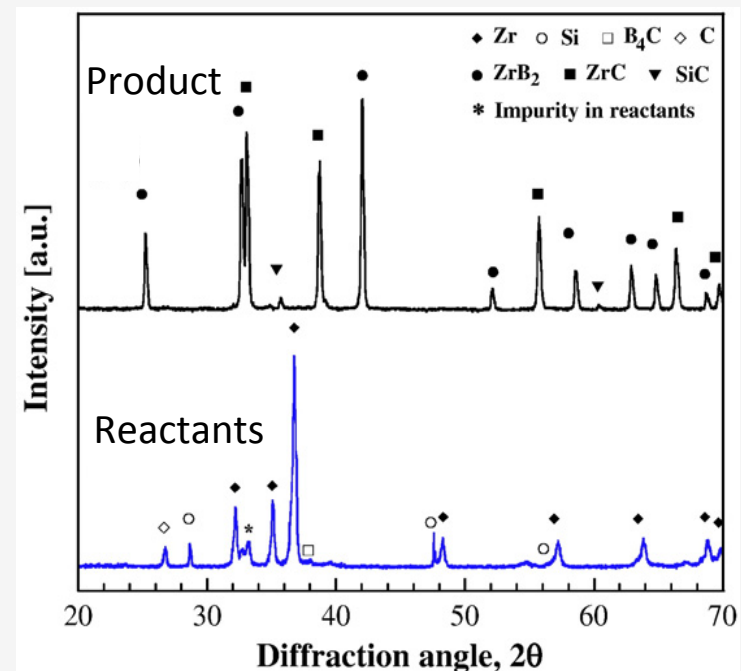 ◆ Zr ○ Si □ B₄C ◇ C
● ZrB₂ ■ ZrC ▼ SiC
* Impurity in reactants
Product
Reactants
Intensity [a.u.]
20 30 40 50 60 70
Diffraction angle, 2θ